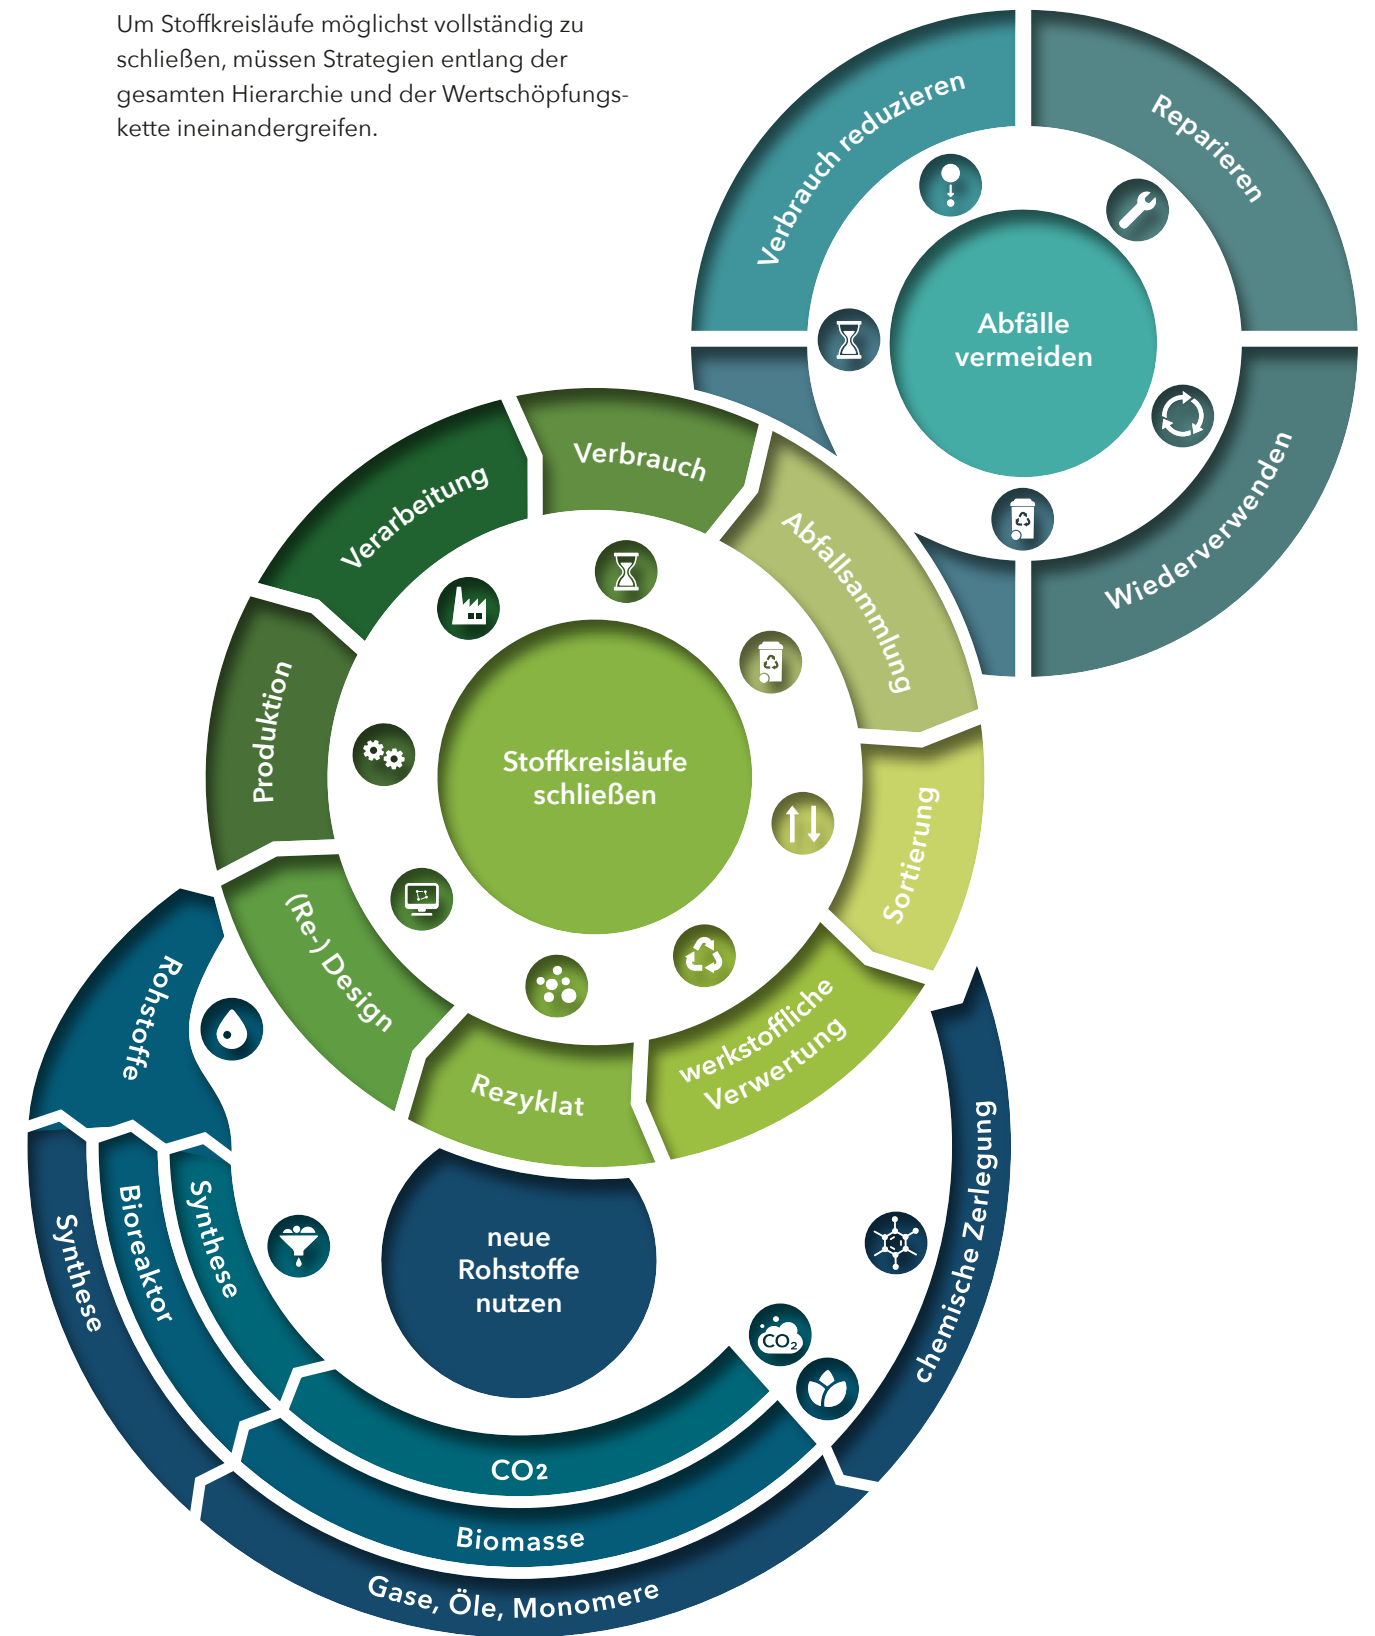 Um Stoffkreisläufe möglichst vollständig zu
schließen, müssen Strategien entlang der
gesamten Hierarchie und der Wertschöpfungs-
kette ineinandergreifen.
Verbrauch reduzieren
Reparieren
Wiederverwenden
Abfälle
vermeiden
Verarbeitung
Verbrauch
Abfallsammlung
Sortierung
werkstoffliche
Verwertung
Rezyklat
(Re-) Design
Produktion
Stoffkreisläufe
schließen
Rohstoffe
Synthese
Bioreaktor
Synthese
neue
Rohstoffe
nutzen
CO2
chemische Zerlegung
CO2
Biomasse
Gase, Öle, Monomere